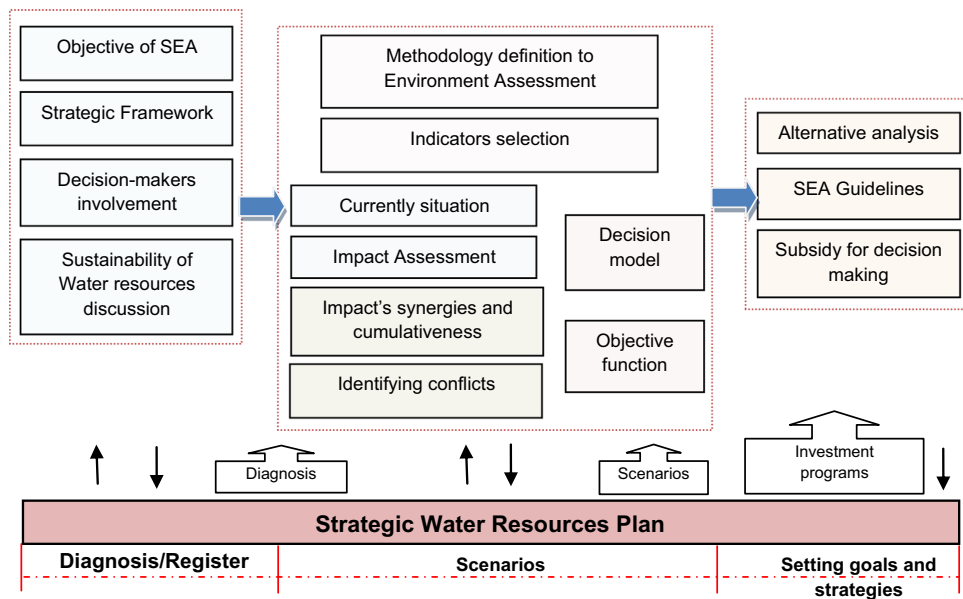 Objective of SEA
Strategic Framework
Decision-makers
involvement
Sustainability of
Water resources
discussion
Methodology definition to
Environment Assessment
Indicators selection
Currently situation
Impact Assessment
Impact's synergies and
cumulativeness
Identifying conflicts
Decision
model
Objective
function
Alternative analysis
SEA Guidelines
Subsidy for decision
making
Diagnosis
Scenarios
Investment
programs
Strategic Water Resources Plan
Diagnosis/Register
Scenarios
Setting goals and
strategies